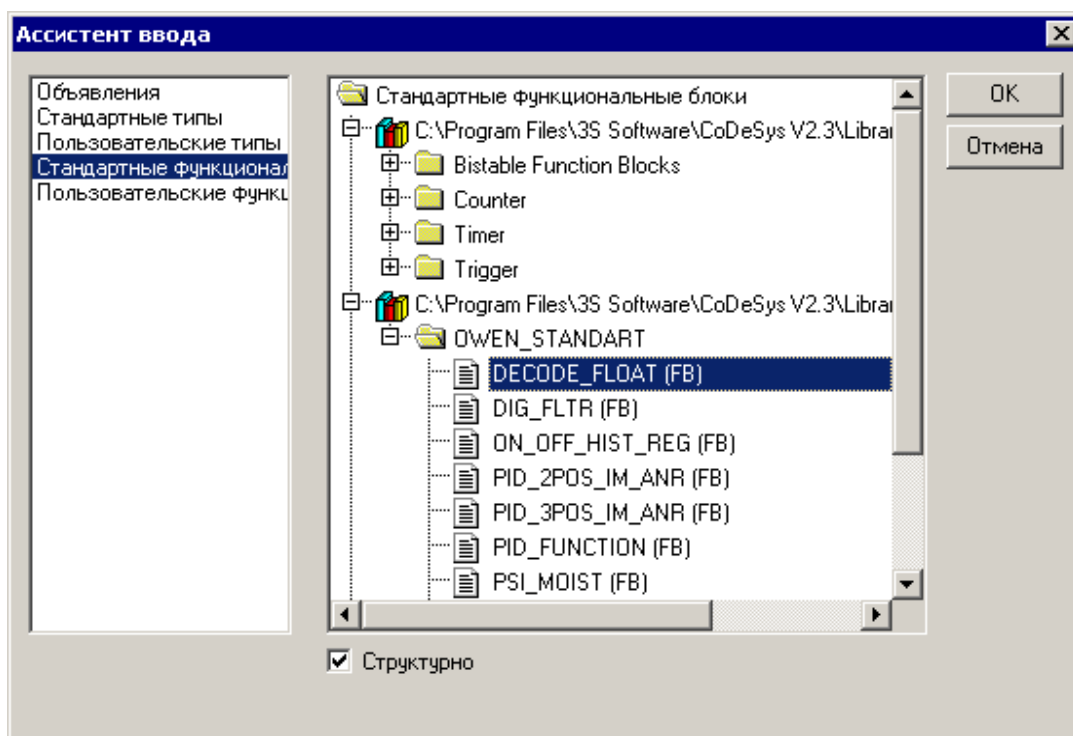 Ассистент ввода
Объявления
Стандартные типы
Пользовательские типы
Стандартные функционал
Пользовательские функц
Стандартные функциональные блоки
C:\Program Files\3S Software\CoDeSys V2.3\Librar
Bistable Function Blocks
Counter
Timer
Trigger
C:\Program Files\3S Software\CoDeSys V2.3\Librar
OWEN_STANDART
DECODE_FLOAT (FB)
DIG_FLTR (FB)
ON_OFF_HIST_REG (FB)
PID_2POS_IM_ANR (FB)
PID_3POS_IM_ANR (FB)
PID_FUNCTION (FB)
PSI_MOIST (FB)
OK
Отмена
Структурно